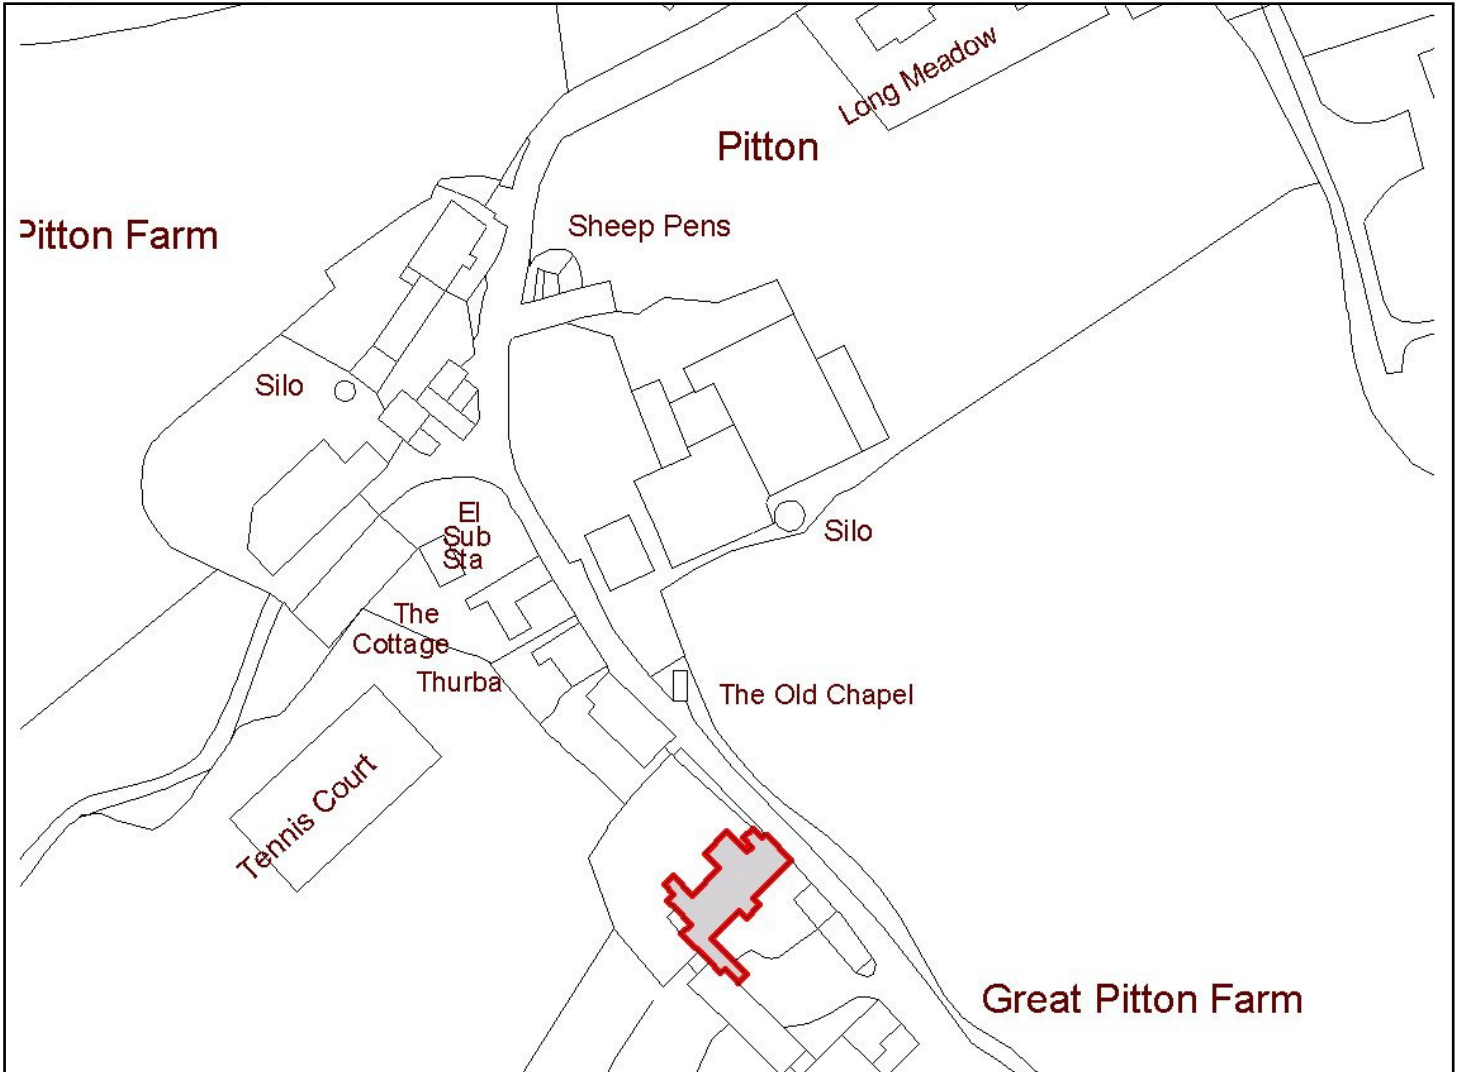 Long Meadow
Pitton
Pitton Farm
Sheep Pens
Silo
El
Sub
Sta
Silo
The
Cottage
Thurba
The Old Chapel
Tennis Court
Great Pitton Farm